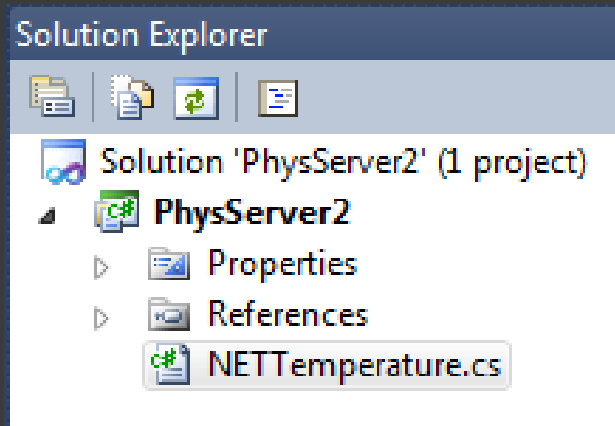 Solution Explorer
Solution 'PhysServer2' (1 project)
PhysServer2
Properties
References
NETTemperature.cs